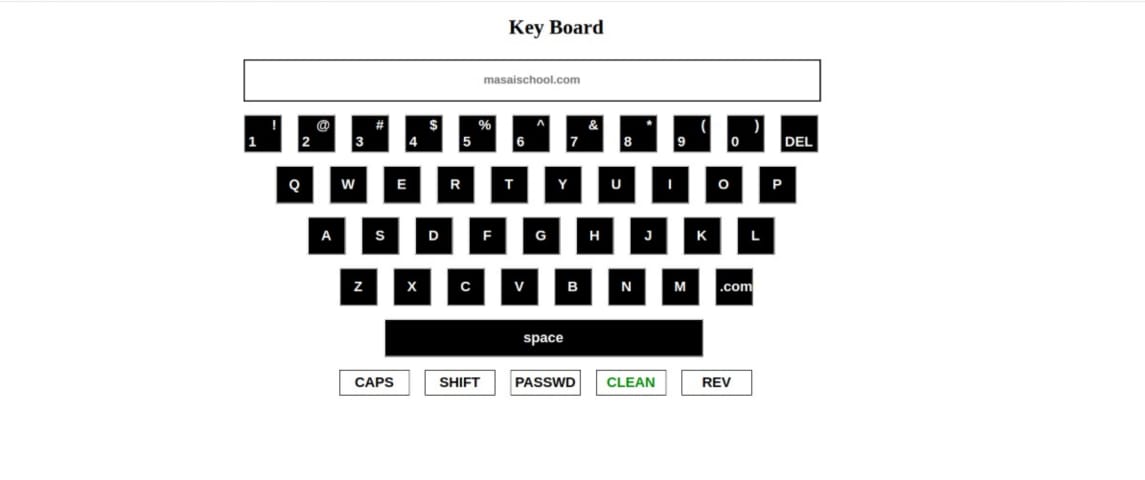 Key Board
masaischool.com
! @ # $ % ^ & * ( )
1 2 3 4 5 6 7 8 9 0 DEL
Q W E R T Y U I O P
A S D F G H J K L
Z X C V B N M .com
space
CAPS SHIFT PASSWD CLEAN REV